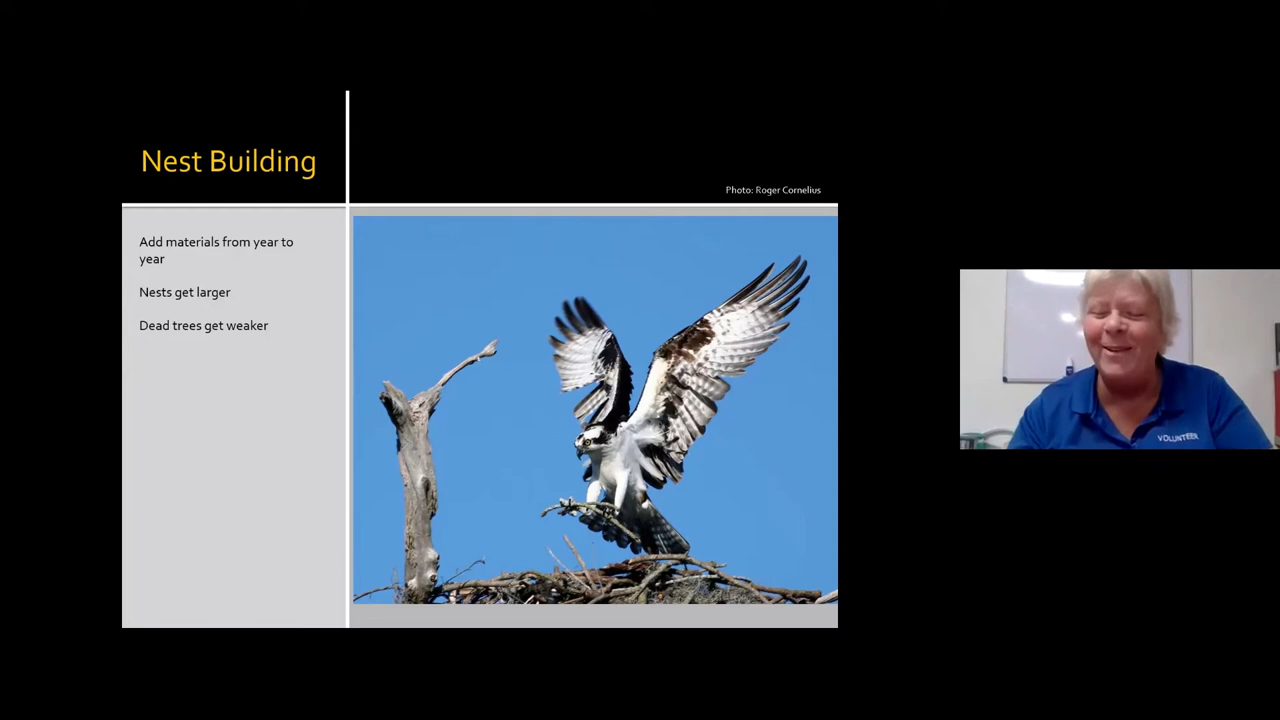 Nest Building
Photo: Roger Cornelius
Add materials from year to
year
Nests get larger
Dead trees get weaker
VOLUNTEER